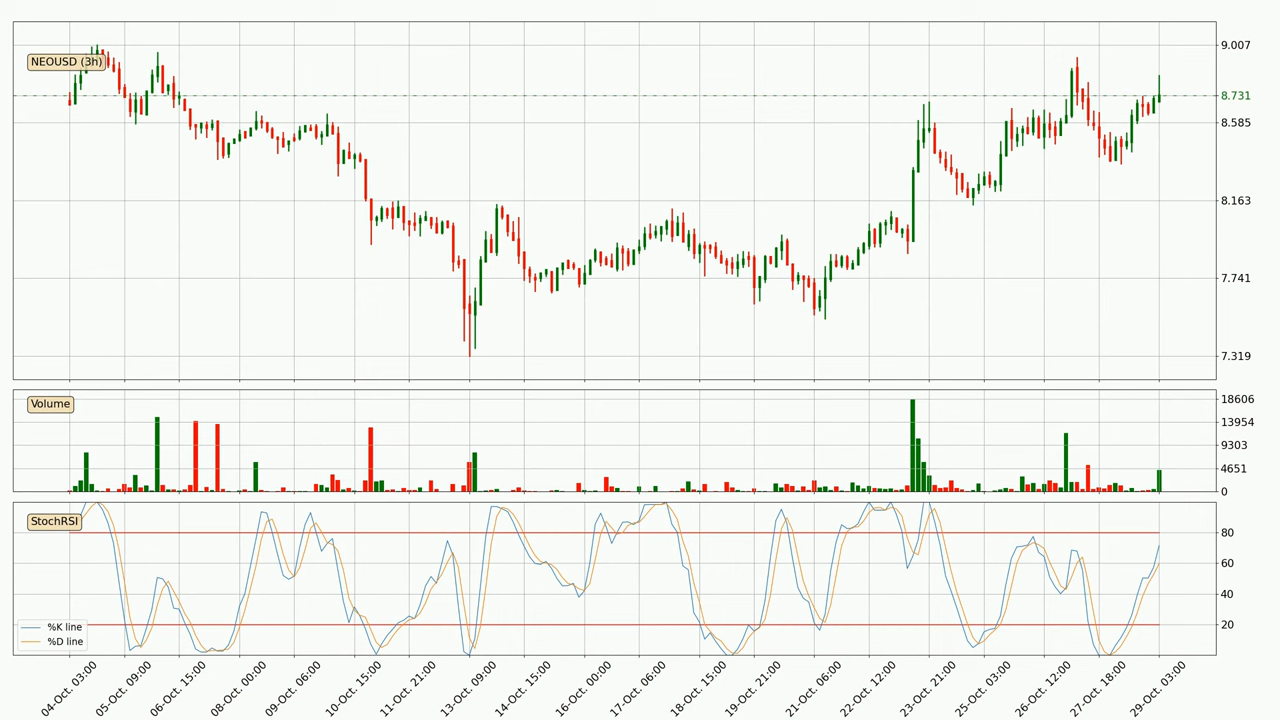 NEOUSD (3h)
9.007
8.731
8.585
8.163
7.741
7.319
Volume
18606
13954
9303
4651
0
StochRSI
80
60
40
20
%K line
%D line
04-Oct. 03:00
05-Oct. 09:00
06-Oct. 15:00
08-Oct. 00:00
09-Oct. 06:00
10-Oct. 15:00
11-Oct. 21:00
13-Oct. 09:00
14-Oct. 15:00
16-Oct. 00:00
17-Oct. 06:00
18-Oct. 15:00
19-Oct. 21:00
21-Oct. 06:00
22-Oct. 12:00
23-Oct. 21:00
25-Oct. 03:00
26-Oct. 12:00
27-Oct. 18:00
29-Oct. 03:00